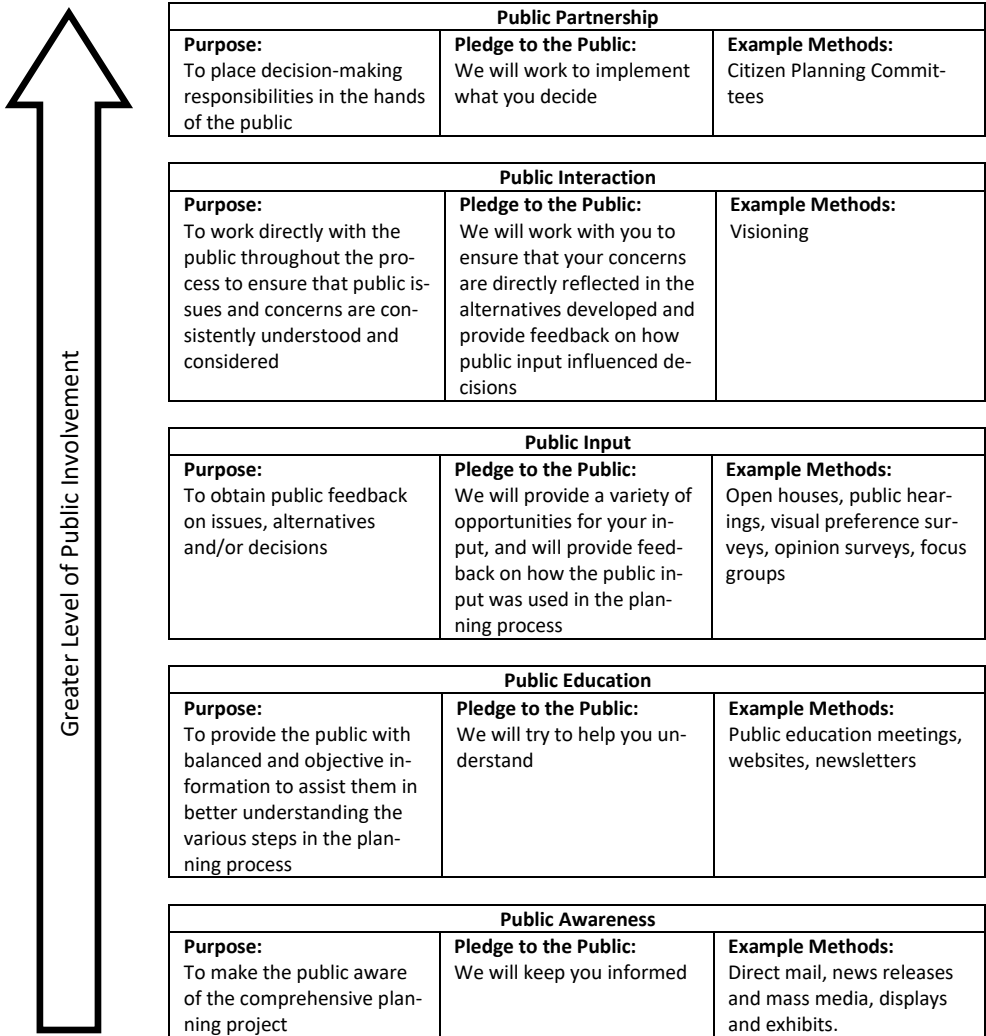 Greater Level of Public Involvement
Public Partnership
Purpose:
To place decision-making
responsibilities in the hands
of the public
Pledge to the Public:
We will work to implement
what you decide
Example Methods:
Citizen Planning Commit-
tees
Public Interaction
Purpose:
To work directly with the
public throughout the pro-
cess to ensure that public is-
sues and concerns are con-
sistently understood and
considered
Pledge to the Public:
We will work with you to
ensure that your concerns
are directly reflected in the
alternatives developed and
provide feedback on how
public input influenced de-
cisions
Example Methods:
Visioning
Public Input
Purpose:
To obtain public feedback
on issues, alternatives
and/or decisions
Pledge to the Public:
We will provide a variety of
opportunities for your in-
put, and will provide feed-
back on how the public in-
put was used in the plan-
ning process
Example Methods:
Open houses, public hear-
ings, visual preference sur-
veys, opinion surveys, focus
groups
Public Education
Purpose:
To provide the public with
balanced and objective in-
formation to assist them in
better understanding the
various steps in the plan-
ning process
Pledge to the Public:
We will try to help you un-
derstand
Example Methods:
Public education meetings,
websites, newsletters
Public Awareness
Purpose:
To make the public aware
of the comprehensive plan-
ning project
Pledge to the Public:
We will keep you informed
Example Methods:
Direct mail, news releases
and mass media, displays
and exhibits.